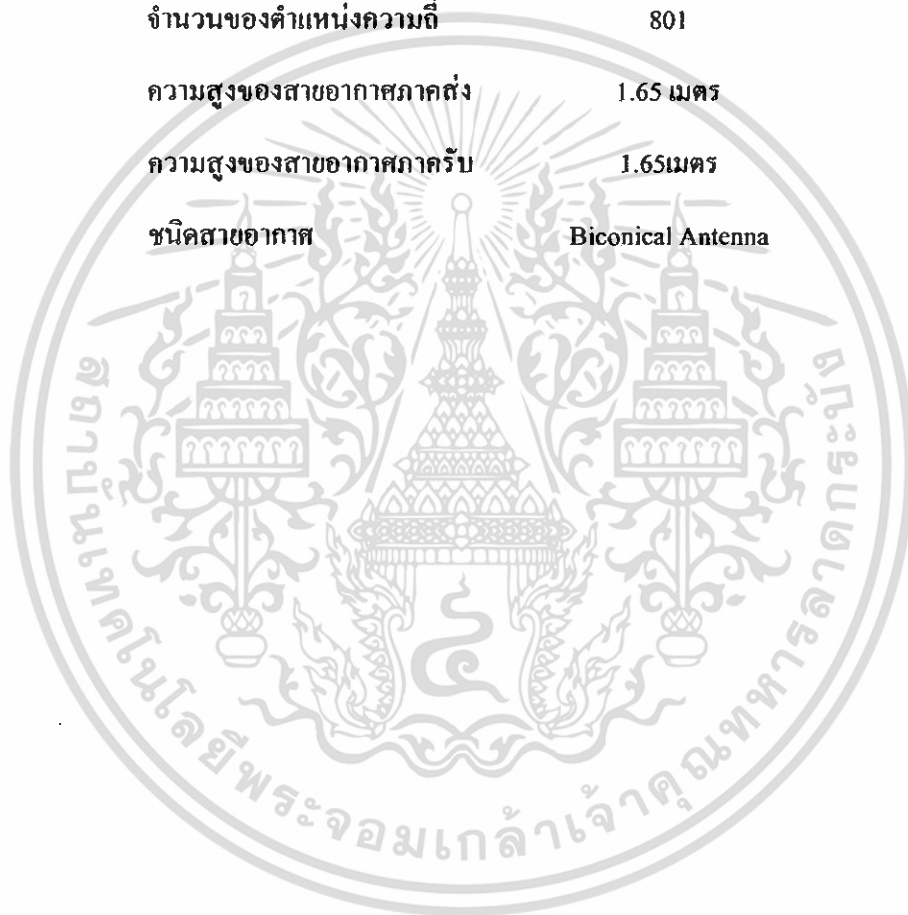 จำนวนของตำแหน่งความถี่ 801
ความสูงของสายอากาศภาคส่ง 1.65 เมตร
ความสูงของสายอากาศภาครับ 1.65เมตร
ชนิดสายอากาศ Biconical Antenna
สถาบันเทคโนโลยีพระจอมเกล้าเจ้าคุณทหารลาดกระบัง